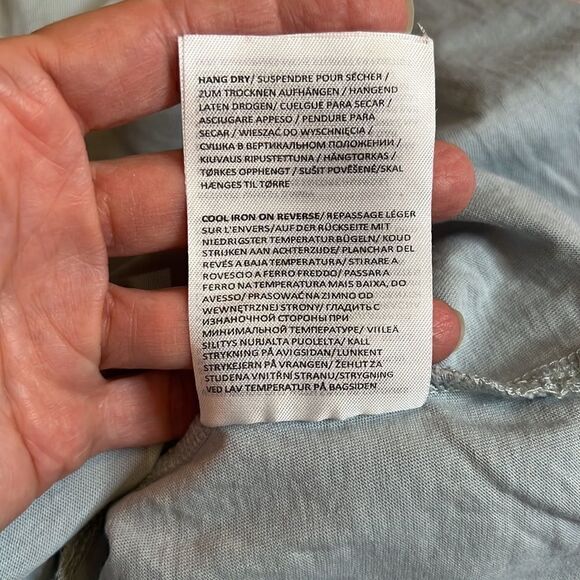 HANG DRY/ SUSPENDRE POUR SÉCHER /
ZUM TROCKNEN AUFHÄNGEN / HANGEND
LATEN DROGEN/ CUELGUE PARA SECAR /
ASCIUGARE APPESO / PENDURE PARA
SECAR / WIESZAĆ DO WYSCHNIĘCIA /
СУШКА В ВЕРТИКАЛЬНОМ ПОЛОЖЕНИИ /
KIUVAUS RIPUSTETTUNA / HÄNGTORKAS /
TØRKES OPPHENGT / SUŠIT POVĚŠENÉ/SKAL
HÆNGES TIL TØRRE
COOL IRON ON REVERSE/ REPASSAGE LÉGER
SUR L'ENVERS/ AUF DER RÜCKSEITE MIT
NIEDRIGSTER TEMPERATUR BÜGELN/ KOUD
STRIJKEN AAN ACHTERZIJDE/ PLANCHAR DEL
REVÉS A BAJA TEMPERATURA/ STIRARE A
ROVESCIO A FERRO FREDDO/ PASSAR A
FERRO NA TEMPERATURA MAIS BAIXA, DO
AVESSO/ PRASOWAĆ NA ZIMNO OD
WEWNĘTRZNEJ STRONY/ ГЛАДИТЬ С
ИЗНАНОЧНОЙ СТОРОНЫ ПРИ
МИНИМАЛЬНОЙ ТЕМПЕРАТУРЕ/ VIILEÄ
SILITYS NURJALTA PUOLELTA/ KALL
STRYKNING PÅ AVIGSIDAN/LUNKENT
STRYKEJERN PÅ VRANGEN/ ŽEHLIT ZA
STUDENA VNITŘNÍ STRANU/STRYGNING
VED LAV TEMPERATUR PÅ BAGSIDEN